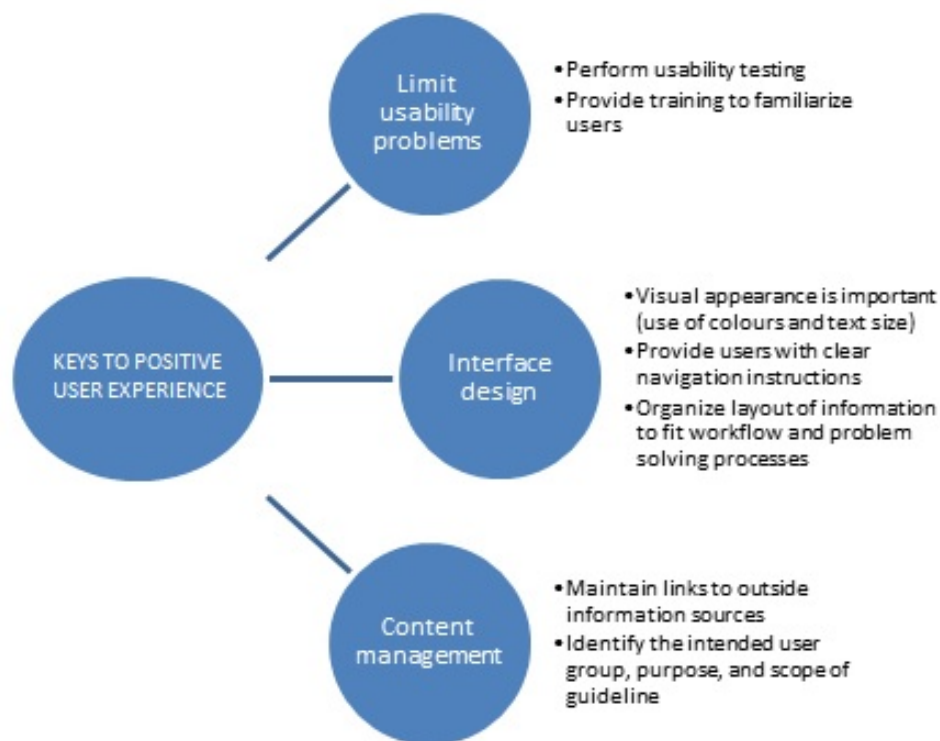 Limit
usability
problems
•Perform usability testing
•Provide training to familiarize
users
KEYS TO POSITIVE
USER EXPERIENCE
Interface
design
•Visual appearance is important
(use of colours and text size)
•Provide users with clear
navigation instructions
•Organize layout of information
to fit workflow and problem
solving processes
Content
management
•Maintain links to outside
information sources
•Identify the intended user
group, purpose, and scope of
guideline